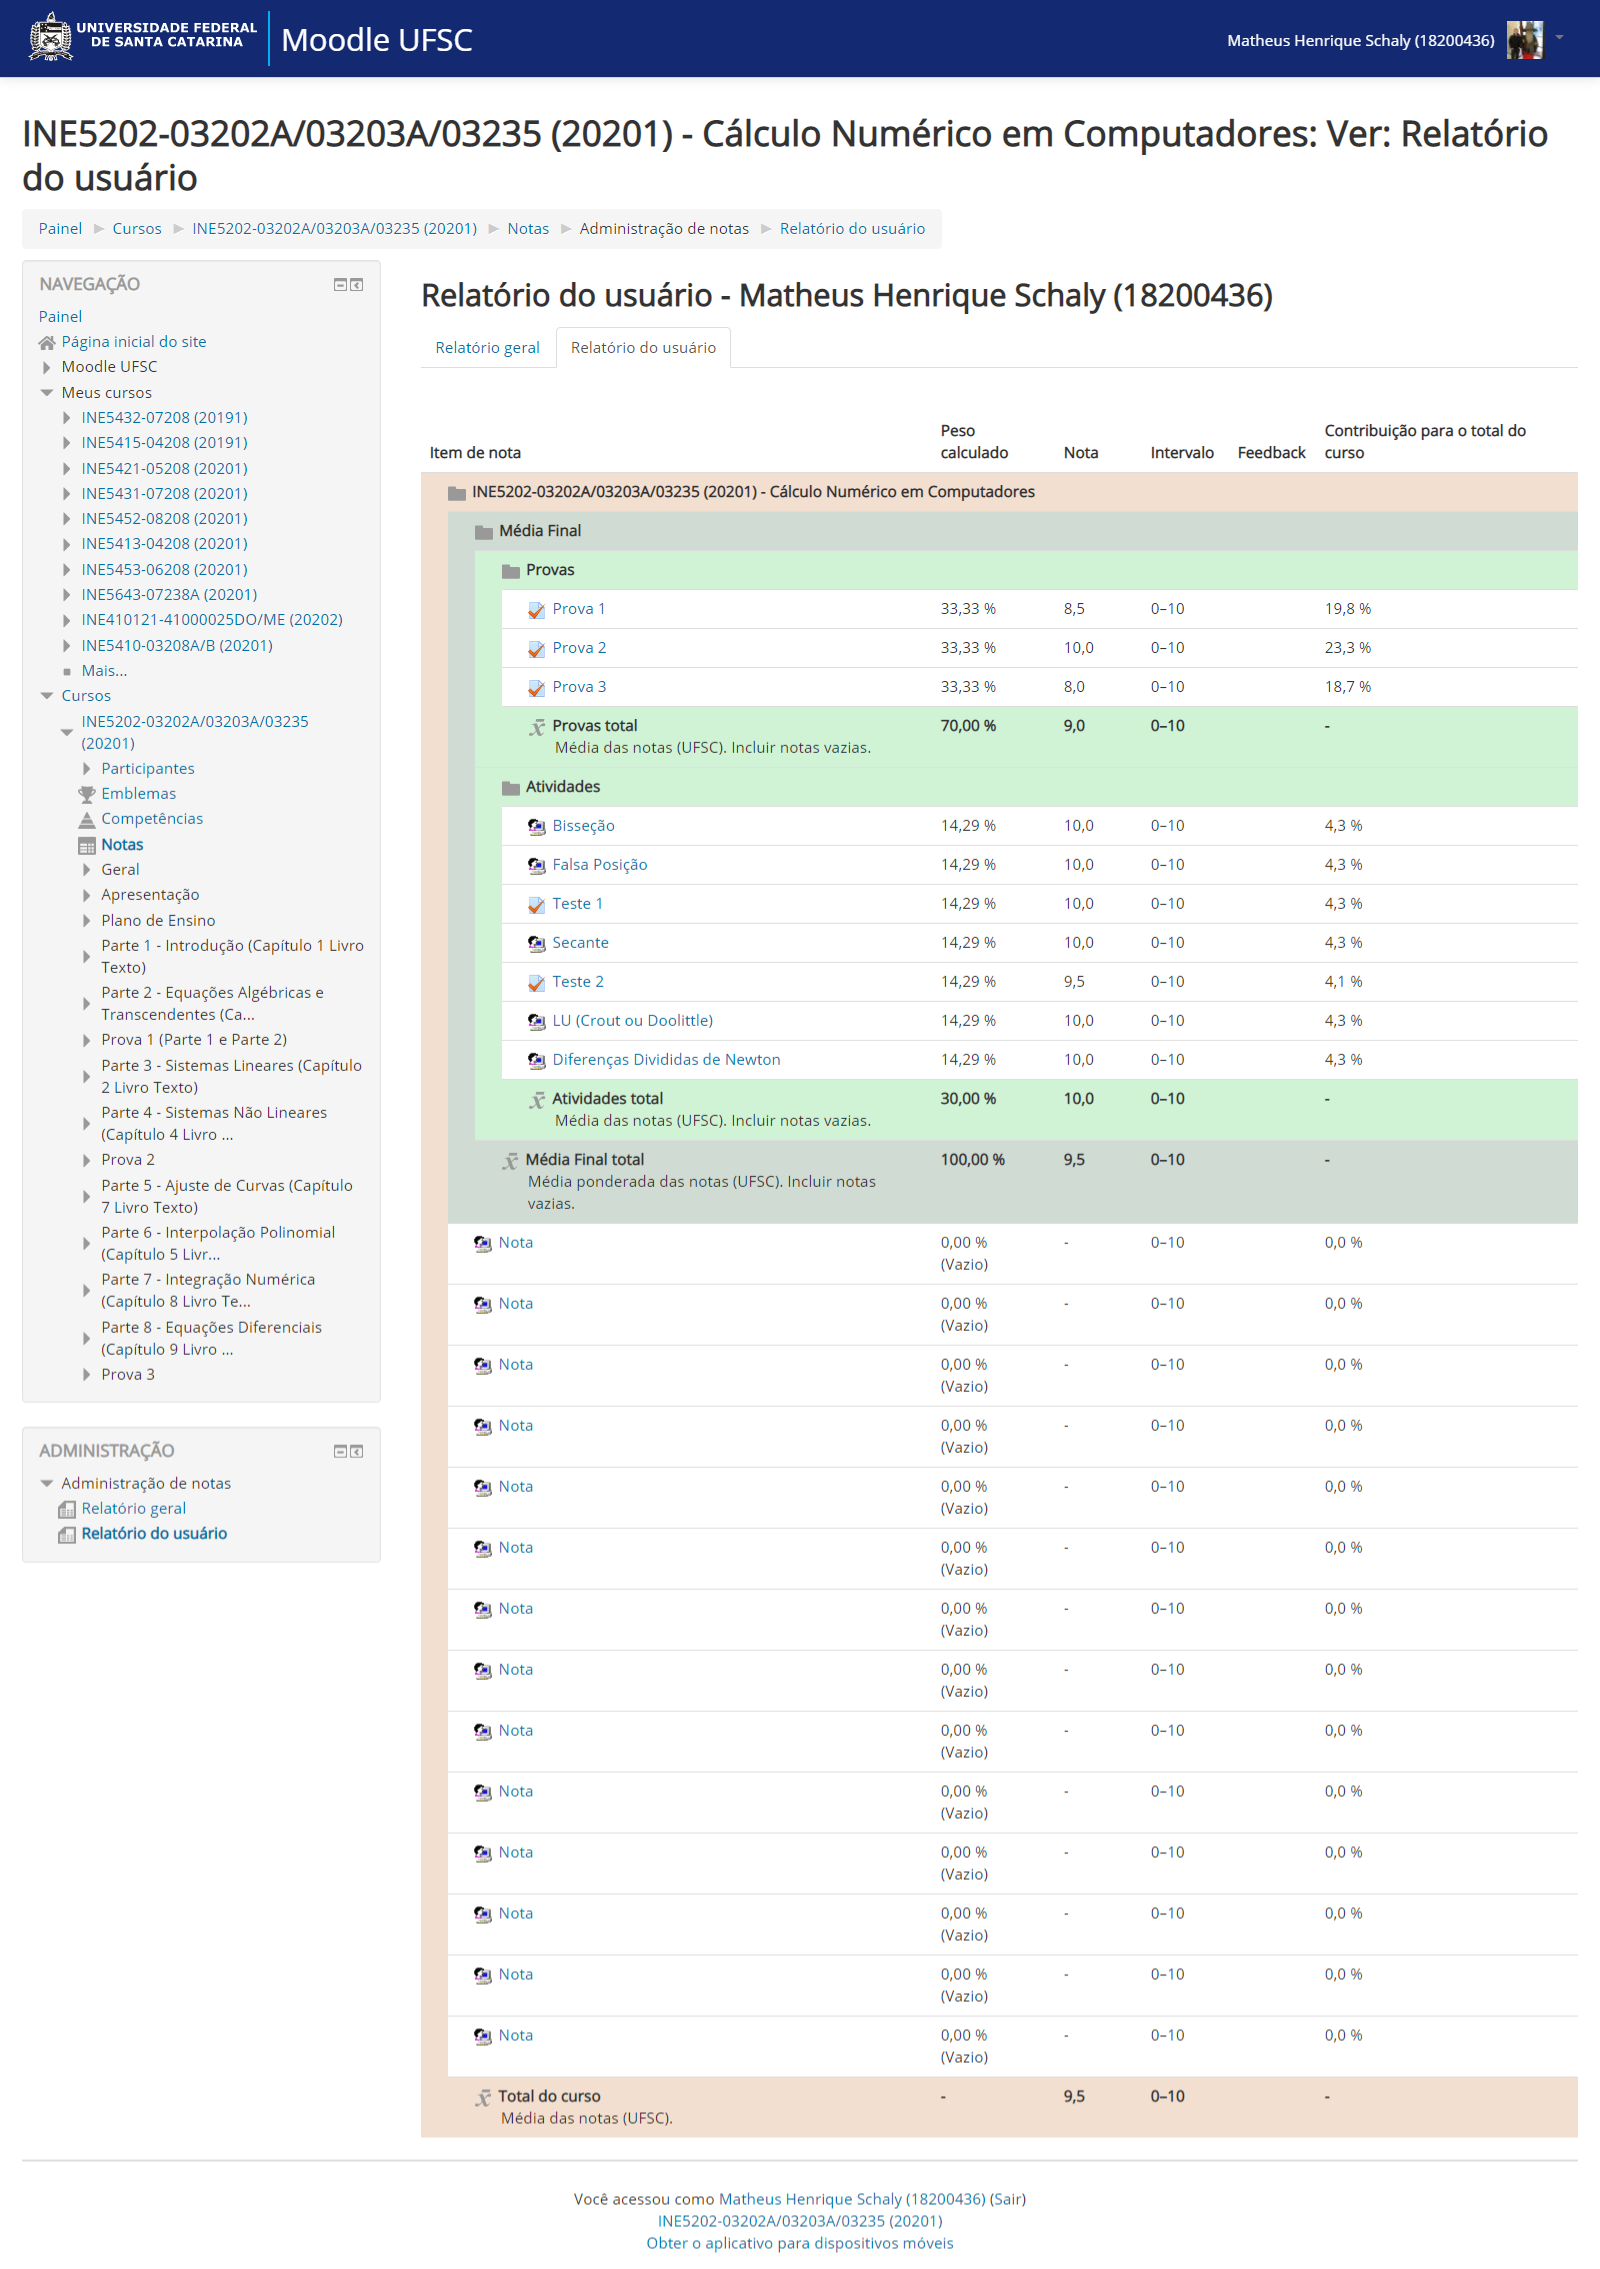 UNIVERSIDADE FEDERAL
DE SANTA CATARINA
Moodle UFSC
Matheus Henrique Schaly (18200436)
INE5202-03202A/03203A/03235 (20201) - Cálculo Numérico em Computadores: Ver: Relatório
do usuário
Painel Cursos INE5202-03202A/03203A/03235 (20201) Notas Administração de notas Relatório do usuário
NAVEGAÇÃO
Painel
Página inicial do site
Moodle UFSC
Meus cursos
INE5432-07208 (20191)
INE5415-04208 (20191)
INE5421-05208 (20201)
INE5431-07208 (20201)
INE5452-08208 (20201)
INE5413-04208 (20201)
INE5453-06208 (20201)
INE5643-07238A (20201)
INE410121-41000025DO/ME (20202)
INE5410-03208A/B (20201)
Mais...
Cursos
INE5202-03202A/03203A/03235
(20201)
Participantes
Emblemas
Competências
Notas
Geral
Apresentação
Plano de Ensino
Parte 1 - Introdução (Capítulo 1 Livro
Texto)
Parte 2 - Equações Algébricas e
Transcendentes (Ca...
Prova 1 (Parte 1 e Parte 2)
Parte 3 - Sistemas Lineares (Capítulo
2 Livro Texto)
Parte 4 - Sistemas Não Lineares
(Capítulo 4 Livro ...
Prova 2
Parte 5 - Ajuste de Curvas (Capítulo
7 Livro Texto)
Parte 6 - Interpolação Polinomial
(Capítulo 5 Livr...
Parte 7 - Integração Numérica
(Capítulo 8 Livro Te...
Parte 8 - Equações Diferenciais
(Capítulo 9 Livro ...
Prova 3
ADMINISTRAÇÃO
Administração de notas
Relatório geral
Relatório do usuário
Relatório do usuário - Matheus Henrique Schaly (18200436)
Relatório geral Relatório do usuário
Item de nota Peso calculado Nota Intervalo Feedback Contribuição para o total do curso
INE5202-03202A/03203A/03235 (20201) - Cálculo Numérico em Computadores
Média Final
Provas
Prova 1 33,33 % 8,5 0–10 19,8 %
Prova 2 33,33 % 10,0 0–10 23,3 %
Prova 3 33,33 % 8,0 0–10 18,7 %
Provas total 70,00 % 9,0 0–10 -
Média das notas (UFSC). Incluir notas vazias.
Atividades
Bisseção 14,29 % 10,0 0–10 4,3 %
Falsa Posição 14,29 % 10,0 0–10 4,3 %
Teste 1 14,29 % 10,0 0–10 4,3 %
Secante 14,29 % 10,0 0–10 4,3 %
Teste 2 14,29 % 9,5 0–10 4,1 %
LU (Crout ou Doolittle) 14,29 % 10,0 0–10 4,3 %
Diferenças Divididas de Newton 14,29 % 10,0 0–10 4,3 %
Atividades total 30,00 % 10,0 0–10 -
Média das notas (UFSC). Incluir notas vazias.
Média Final total 100,00 % 9,5 0–10 -
Média ponderada das notas (UFSC). Incluir notas
vazias.
Nota 0,00 % - 0–10 0,0 %
(Vazio)
Nota 0,00 % - 0–10 0,0 %
(Vazio)
Nota 0,00 % - 0–10 0,0 %
(Vazio)
Nota 0,00 % - 0–10 0,0 %
(Vazio)
Nota 0,00 % - 0–10 0,0 %
(Vazio)
Nota 0,00 % - 0–10 0,0 %
(Vazio)
Nota 0,00 % - 0–10 0,0 %
(Vazio)
Nota 0,00 % - 0–10 0,0 %
(Vazio)
Nota 0,00 % - 0–10 0,0 %
(Vazio)
Nota 0,00 % - 0–10 0,0 %
(Vazio)
Nota 0,00 % - 0–10 0,0 %
(Vazio)
Nota 0,00 % - 0–10 0,0 %
(Vazio)
Nota 0,00 % - 0–10 0,0 %
(Vazio)
Nota 0,00 % - 0–10 0,0 %
(Vazio)
Total do curso - 9,5 0–10 -
Média das notas (UFSC).
Você acessou como Matheus Henrique Schaly (18200436) (Sair)
INE5202-03202A/03203A/03235 (20201)
Obter o aplicativo para dispositivos móveis